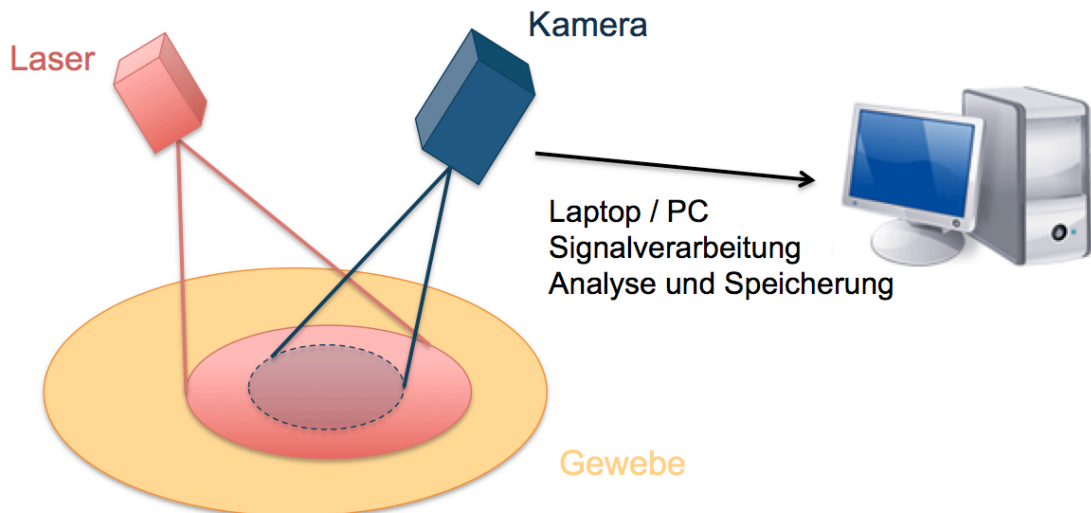 Kamera
Laser
Laptop / PC
Signalverarbeitung
Analyse und Speicherung
Gewebe